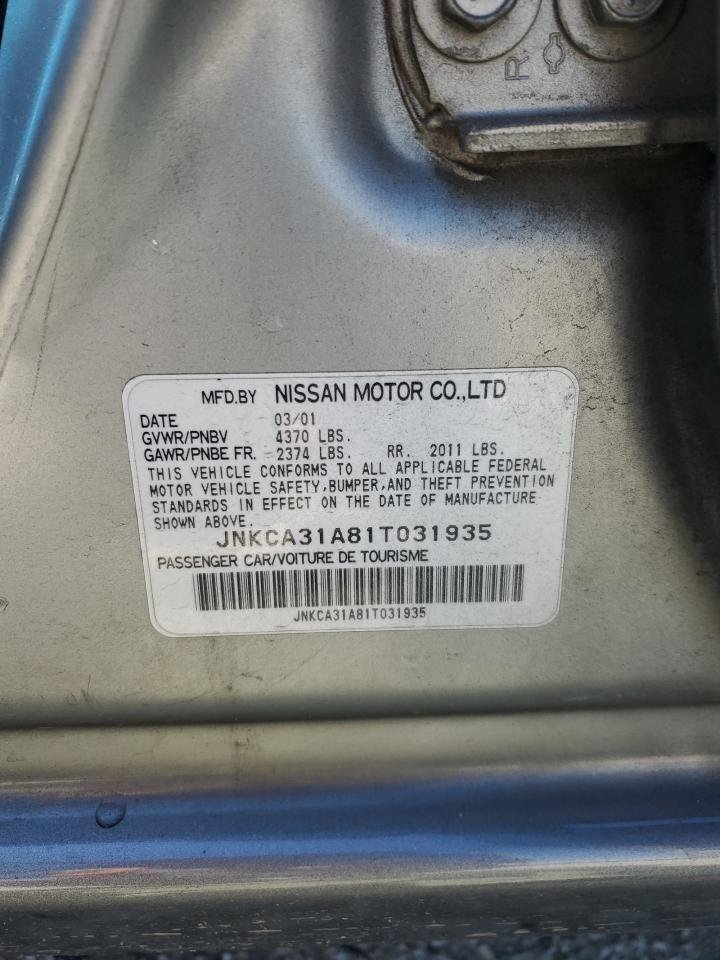 R
MFD.BY NISSAN MOTOR CO.,LTD
DATE 03/01
GVWR/PNBV 4370 LBS.
GAWR/PNBE FR. 2374 LBS. RR. 2011 LBS.
THIS VEHICLE CONFORMS TO ALL APPLICABLE FEDERAL
MOTOR VEHICLE SAFETY,BUMPER,AND THEFT PREVENTION
STANDARDS IN EFFECT ON THE DATE OF MANUFACTURE
SHOWN ABOVE.
JNKCA31A81T031935
PASSENGER CAR/VOITURE DE TOURISME
JNKCA31A81T031935